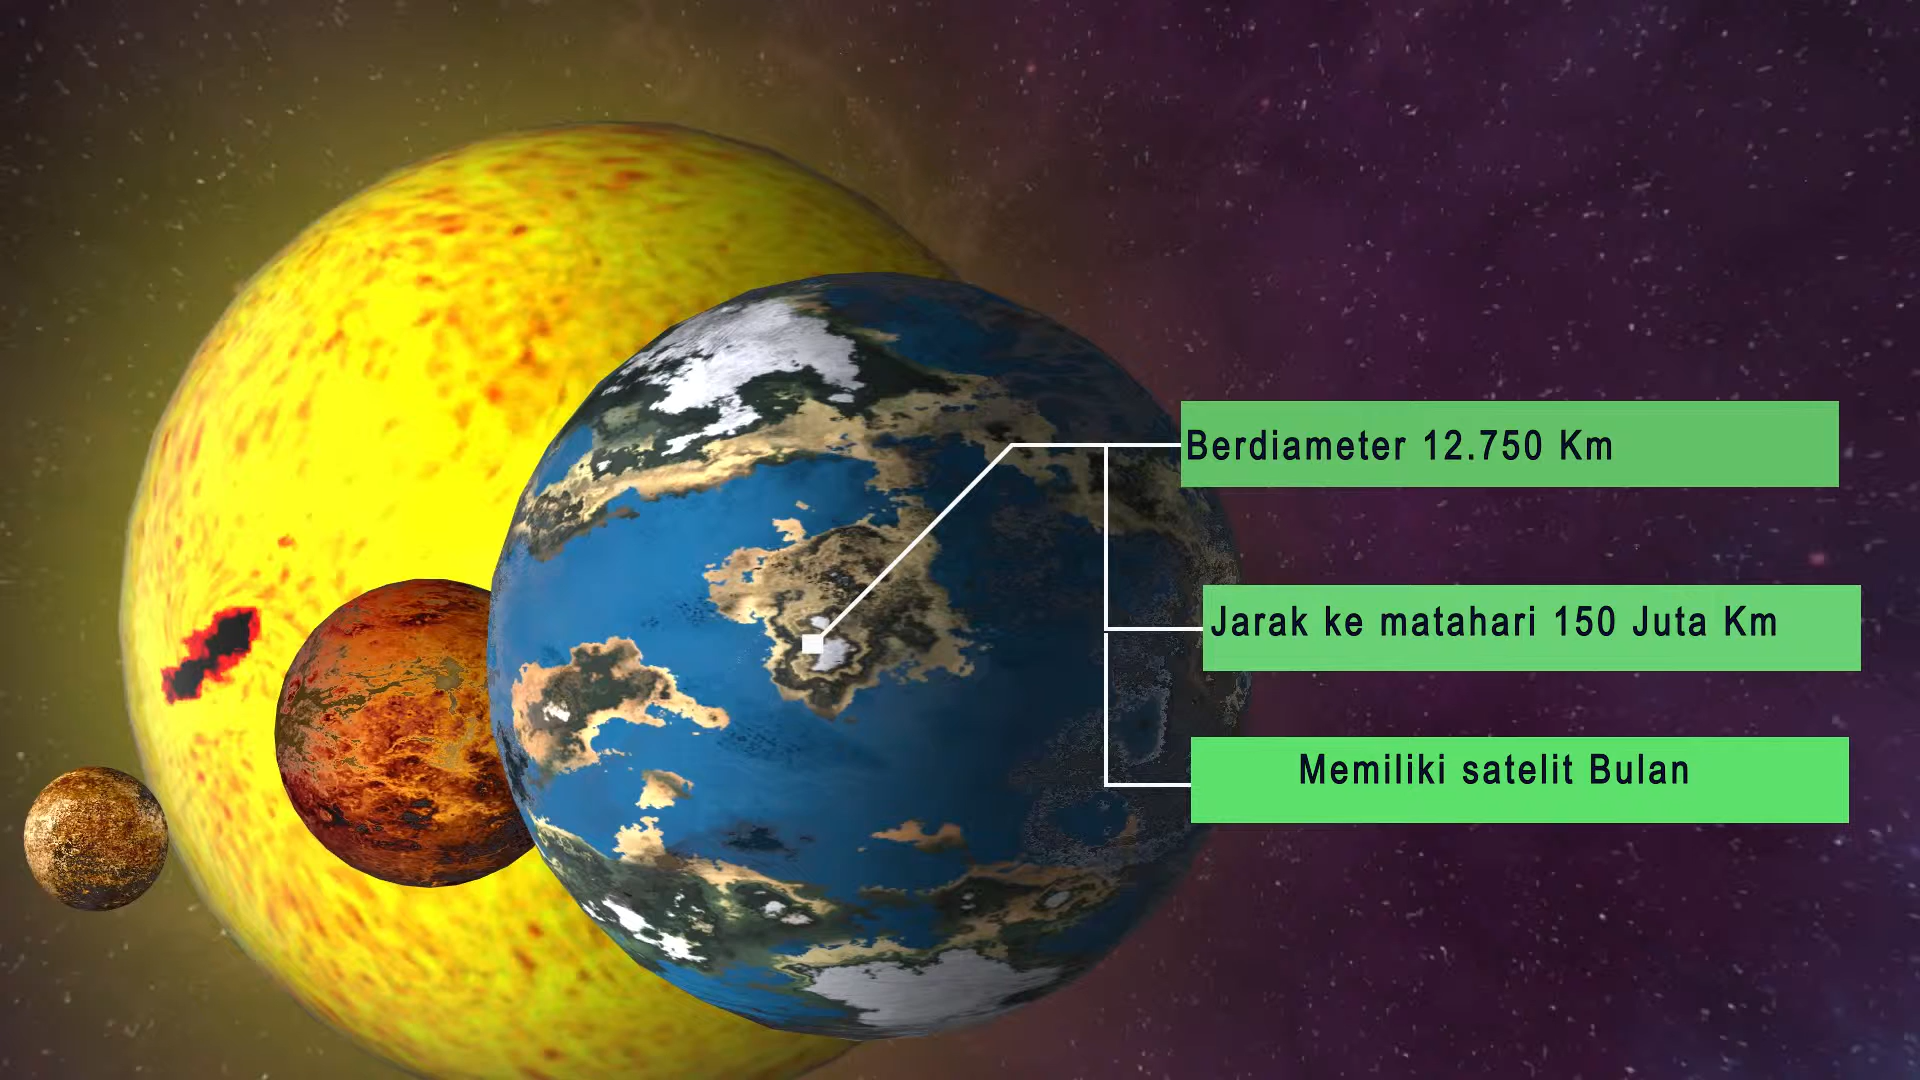 Berdiameter 12.750 Km
Jarak ke matahari 150 Juta Km
Memiliki satelit Bulan